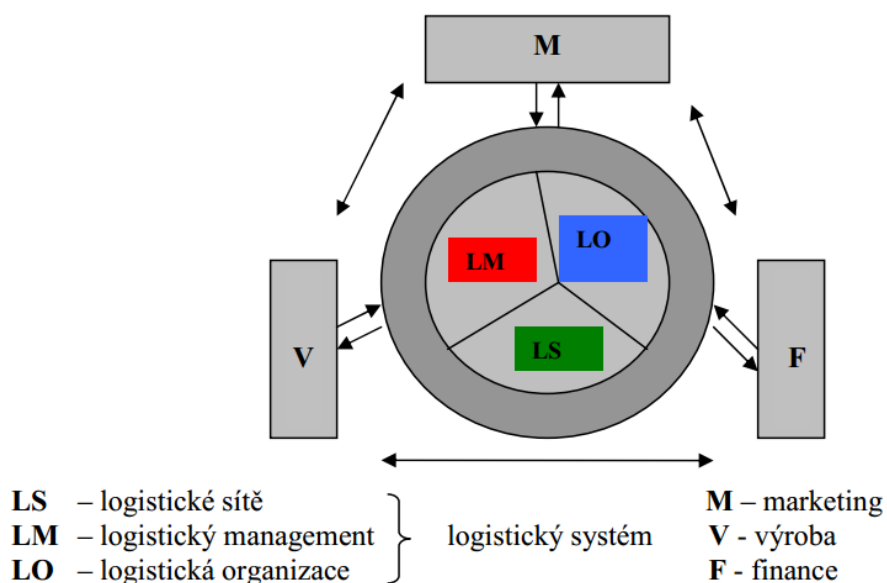 M
LM
LO
LS
V
F
LS – logistické sítě
LM – logistický management
LO – logistická organizace
logistický systém
M – marketing
V - výroba
F - finance